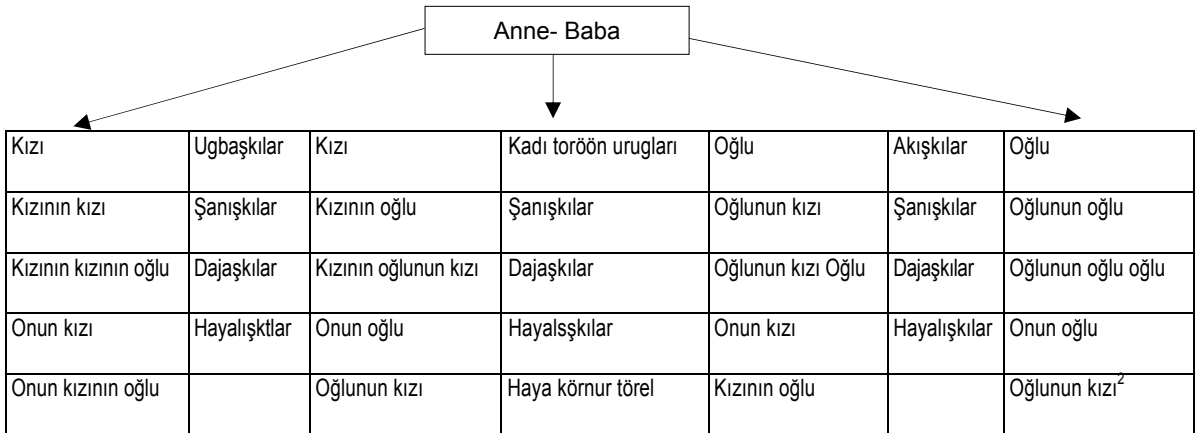 Anne- Baba
Kızı Ugbaşkılar Kızı Kadı toröön urugları Oğlu Akışkılar Oğlu
Kızının kızı Şanışkılar Kızının oğlu Şanışkılar Oğlunun kızı Şanışkılar Oğlunun oğlu
Kızının kızının oğlu Dajaşkılar Kızının oğlunun kızı Dajaşkılar Oğlunun kızı Oğlu Dajaşkılar Oğlunun oğlu oğlu
Onun kızı Hayalışktlar Onun oğlu Hayalsşkılar Onun kızı Hayalışkılar Onun oğlu
Onun kızının oğlu Oğlunun kızı Haya körnur törel Kızının oğlu Oğlunun kızı²